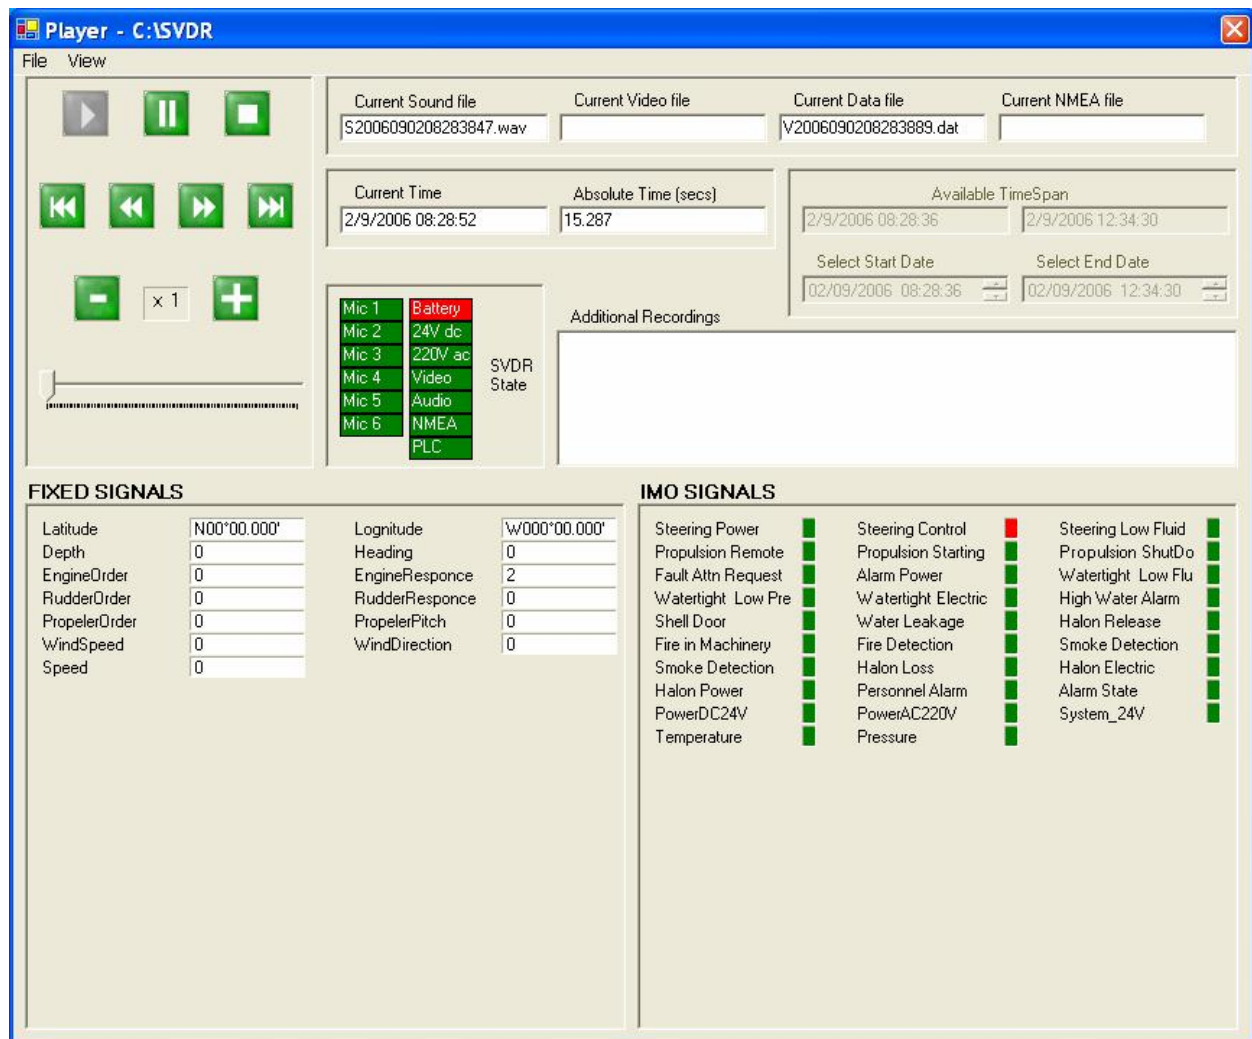 Player - C:\SVDR
File View
Current Sound file Current Video file Current Data file Current NMEA file
S2006090208283847.wav V2006090208283889.dat
Current Time Absolute Time (secs)
2/9/2006 08:28:52 15.287
Available TimeSpan
2/9/2006 08:28:36 2/9/2006 12:34:30
Select Start Date Select End Date
02/09/2006 08:28:36 02/09/2006 12:34:30
x 1
Mic 1 Battery
Mic 2 24V dc
Mic 3 220V ac
Mic 4 Video
Mic 5 Audio
Mic 6 NMEA
PLC
SVDR
State
Additional Recordings
FIXED SIGNALS
Latitude N00°00.000' Lognitude W000°00.000'
Depth 0 Heading 0
EngineOrder 0 EngineResponce 2
RudderOrder 0 RudderResponce 0
PropelerOrder 0 PropelerPitch 0
WindSpeed 0 WindDirection 0
Speed 0
IMO SIGNALS
Steering Power Steering Control Steering Low Fluid
Propulsion Remote Propulsion Starting Propulsion ShutDo
Fault Attn Request Alarm Power Watertight Low Flu
Watertight Low Pre Watertight Electric High Water Alarm
Shell Door Water Leakage Halon Release
Fire in Machinery Fire Detection Smoke Detection
Smoke Detection Halon Loss Halon Electric
Halon Power Personnel Alarm Alarm State
PowerDC24V PowerAC220V System_24V
Temperature Pressure